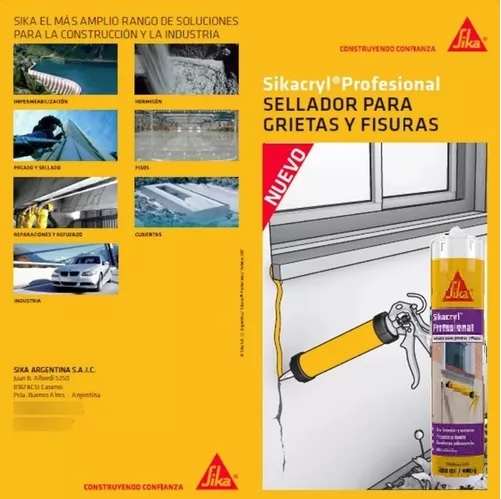 SIKA EL MÁS AMPLIO RANGO DE SOLUCIONES
PARA LA CONSTRUCCIÓN Y LA INDUSTRIA
IMPERMEABILIZACIÓN
HORMIGÓN
PEGADO Y SELLADO
PISOS
REPARACIONES Y REFUERZO
CUBIERTAS
INDUSTRIA
SIKA ARGENTINA S.A.I.C.
Juan B. Alberdi 5250
Caseros
Pcia. Buenos Aires - Argentina
CONSTRUYENDO CONFIANZA
Sika®
CONSTRUYENDO CONFIANZA
Sika®
Sikacryl® Profesional
SELLADOR PARA
GRIETAS Y FISURAS
NUEVO
Sika
Sikacryl®
Profesional